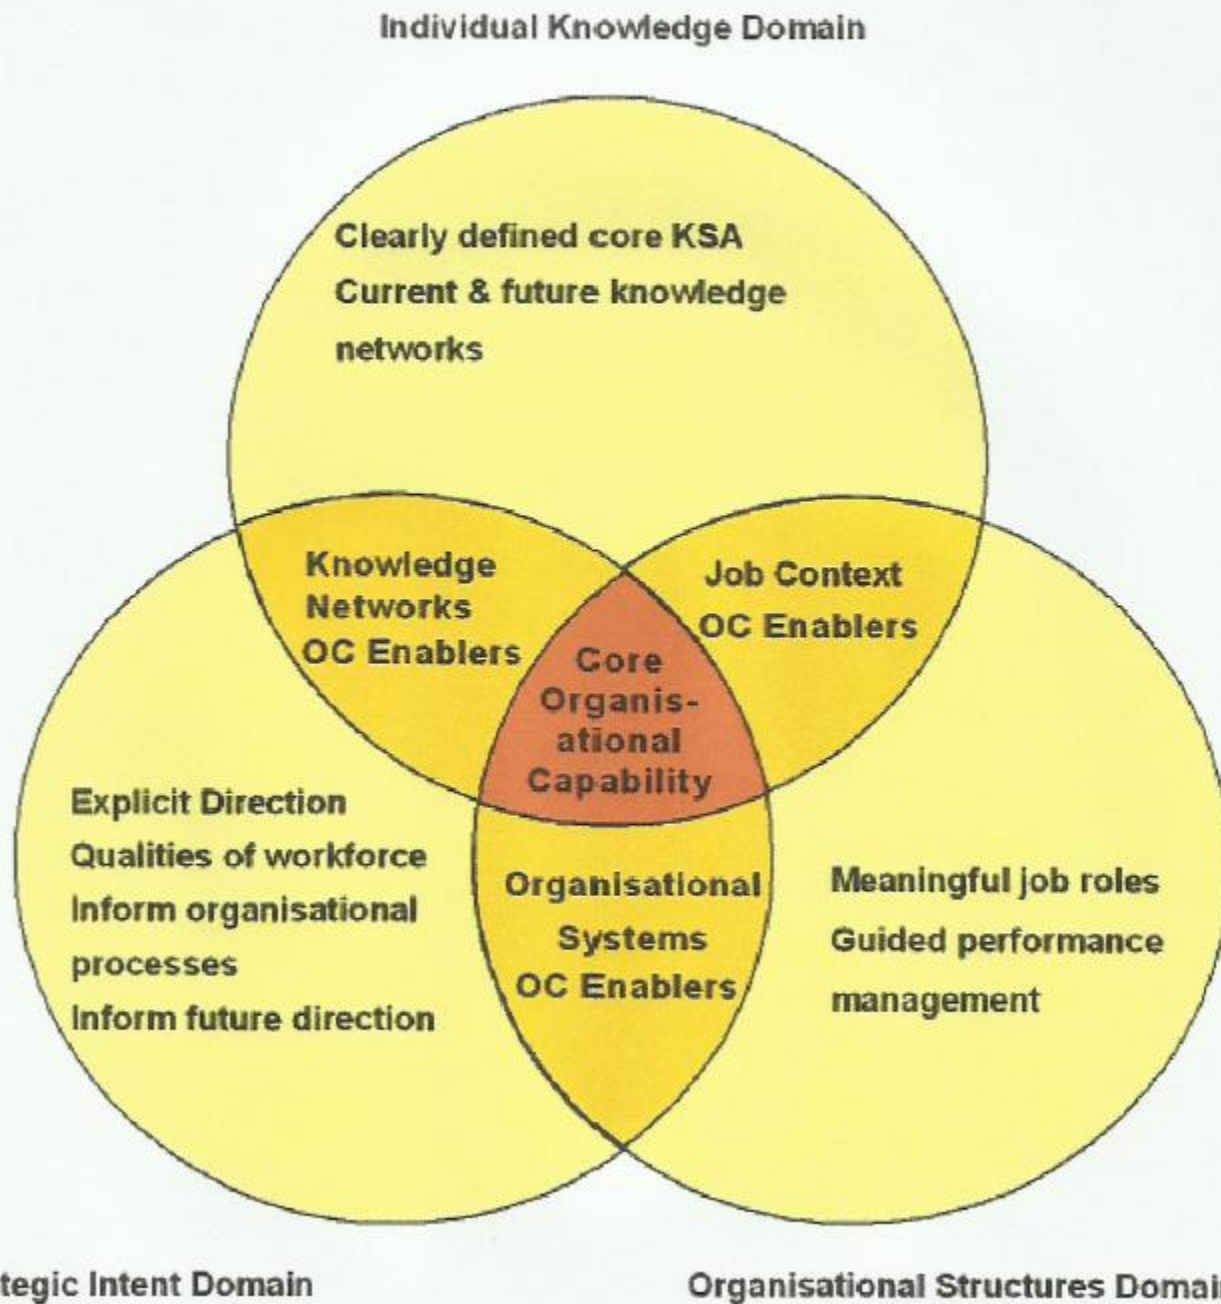 Individual Knowledge Domain
Clearly defined core KSA
Current & future knowledge
networks
Knowledge
Networks
OC Enablers
Job Context
OC Enablers
Core
Organis-
ational
Capability
Explicit Direction
Qualities of workforce
Inform organisational
processes
Inform future direction
Organisational
Systems
OC Enablers
Meaningful job roles
Guided performance
management
tegic Intent Domain
Organisational Structures Domain